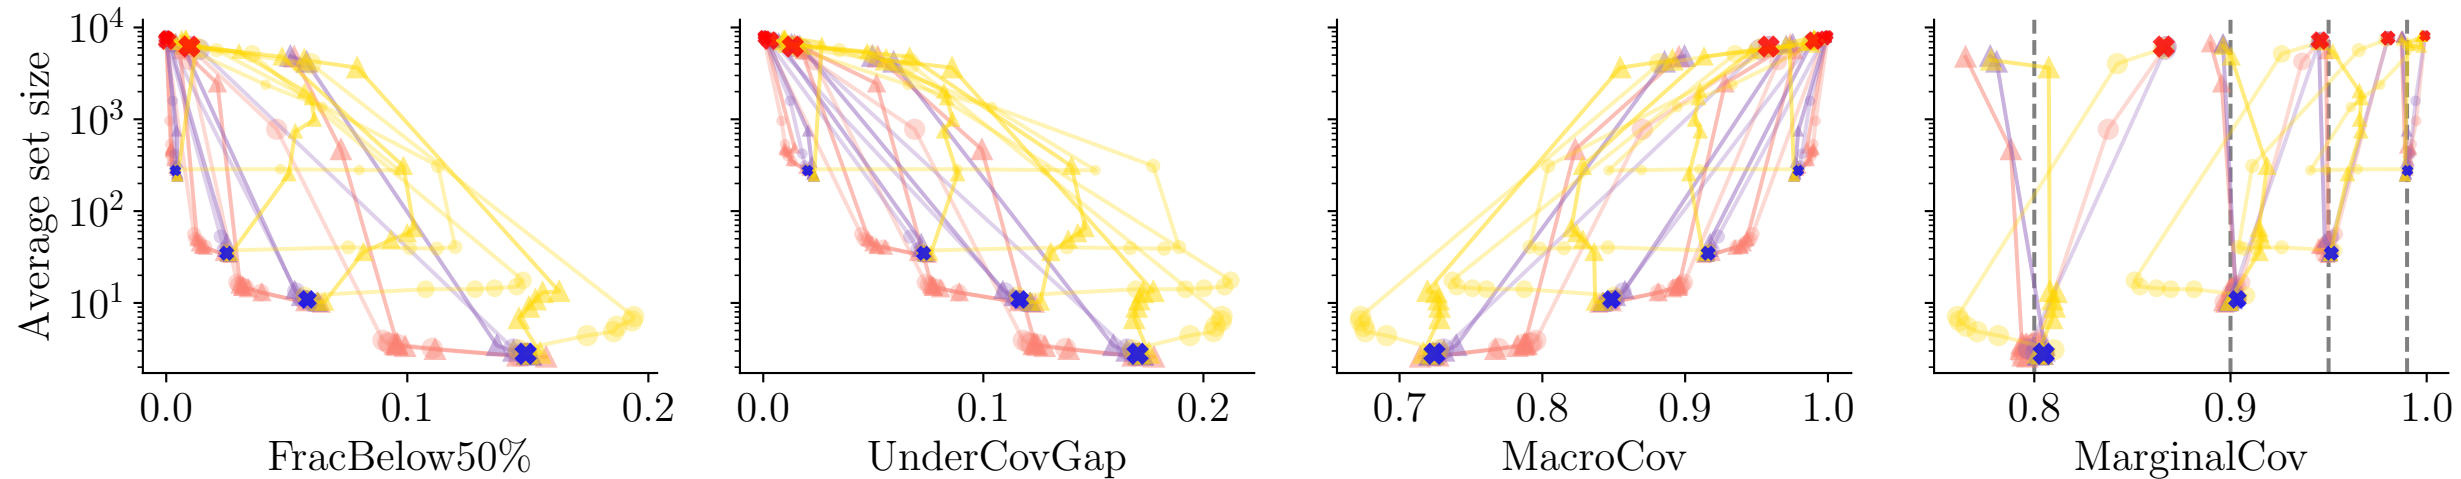 Average set size
10^4
10^3
10^2
10^1
0.0 0.1 0.2
FracBelow50%
0.0 0.1 0.2
UnderCovGap
0.7 0.8 0.9 1.0
MacroCov
0.8 0.9 1.0
MarginalCov